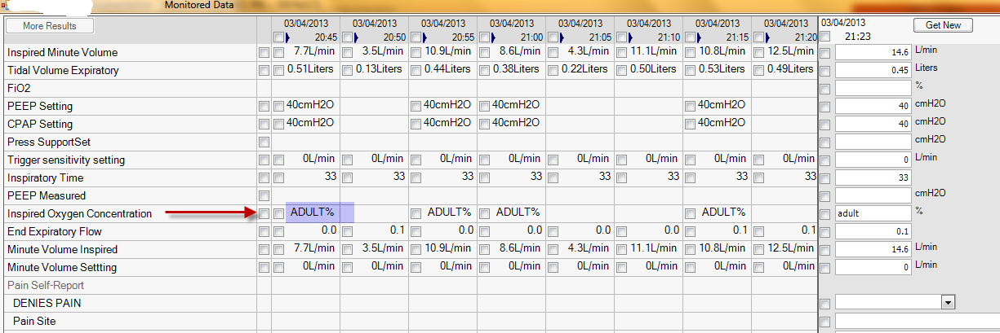 Monitored Data
More Results 03/04/2013 03/04/2013 03/04/2013 03/04/2013 03/04/2013 03/04/2013 03/04/2013 03/04/2013 03/04/2013 Get New
20:45 20:50 20:55 21:00 21:05 21:10 21:15 21:20 21:23
Inspired Minute Volume 7.7L/min 3.5L/min 10.9L/min 8.6L/min 4.3L/min 11.1L/min 10.8L/min 12.5L/min 14.6 L/min
Tidal Volume Expiratory 0.51Liters 0.13Liters 0.44Liters 0.38Liters 0.22Liters 0.50Liters 0.53Liters 0.49Liters 0.45 Liters
FiO2 %
PEEP Setting 40cmH2O 40cmH2O 40cmH2O 40cmH2O 40 cmH2O
CPAP Setting 40cmH2O 40cmH2O 40cmH2O 40cmH2O 40 cmH2O
Press SupportSet cmH2O
Trigger sensitivity setting 0L/min 0L/min 0L/min 0L/min 0L/min 0L/min 0L/min 0L/min 0 L/min
Inspiratory Time 33 33 33 33 33 33 33 33 33
PEEP Measured cmH2O
Inspired Oxygen Concentration ADULT% ADULT% ADULT% ADULT% adult %
End Expiratory Flow 0.0 0.1 0.0 0.0 0.0 0.0 0.1 0.1 0.1
Minute Volume Inspired 7.7L/min 3.5L/min 10.9L/min 8.6L/min 4.3L/min 11.1L/min 10.8L/min 12.5L/min 14.6 L/min
Minute Volume Settting 0L/min 0L/min 0L/min 0L/min 0L/min 0L/min 0L/min 0L/min 0 L/min
Pain Self-Report
DENIES PAIN
Pain Site